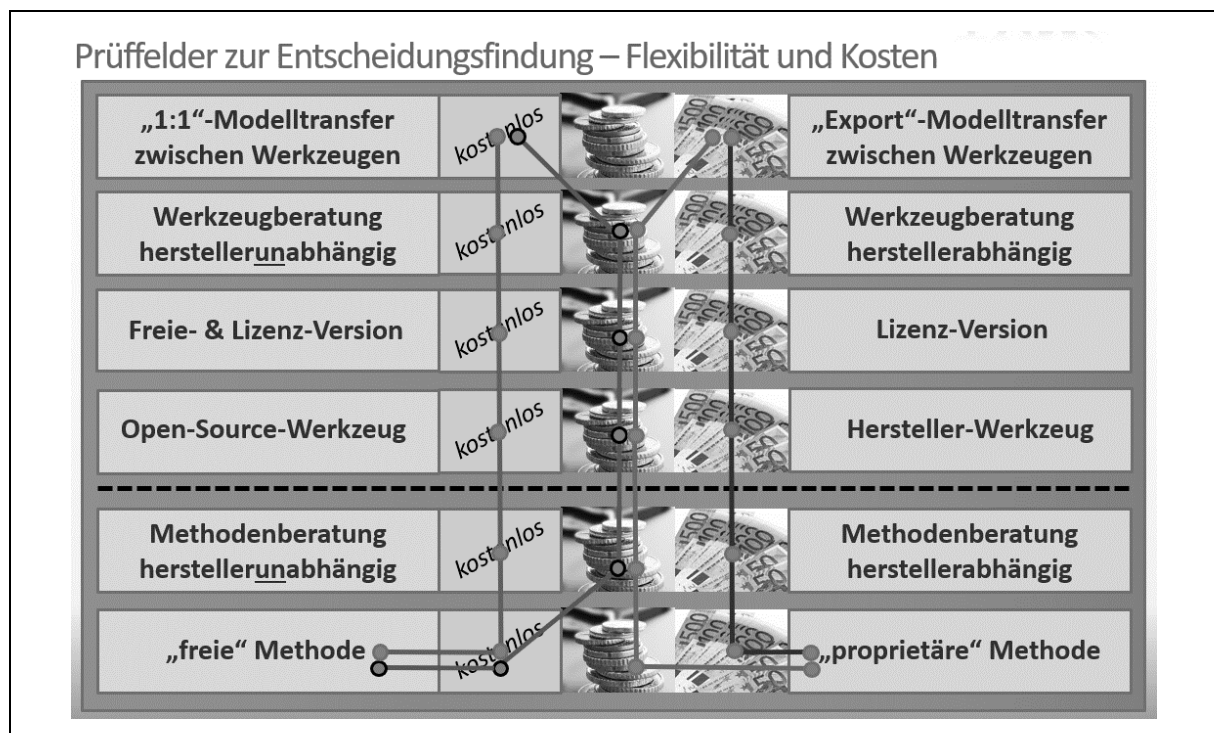 Prüffelder zur Entscheidungsfindung – Flexibilität und Kosten
„1:1“-Modelltransfer
zwischen Werkzeugen
kostenlos
„Export“-Modelltransfer
zwischen Werkzeugen
Werkzeugberatung
herstellerunabhängig
kostenlos
Werkzeugberatung
herstellerabhängig
Freie- & Lizenz-Version
kostenlos
Lizenz-Version
Open-Source-Werkzeug
kostenlos
Hersteller-Werkzeug
Methodenberatung
herstellerunabhängig
kostenlos
Methodenberatung
herstellerabhängig
„freie“ Methode
kostenlos
„proprietäre“ Methode